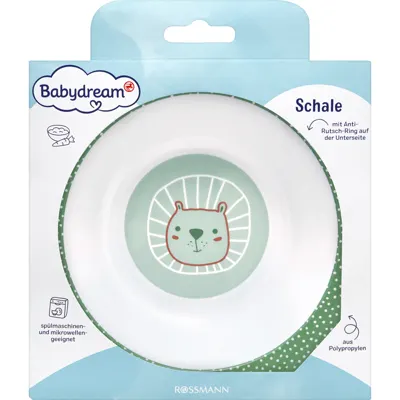 Babydream
Schale
mit Anti-
Rutsch-Ring auf
der Unterseite
spülmaschinen-
und mikrowellen-
geeignet
aus
Polypropylen
ROSSMANN